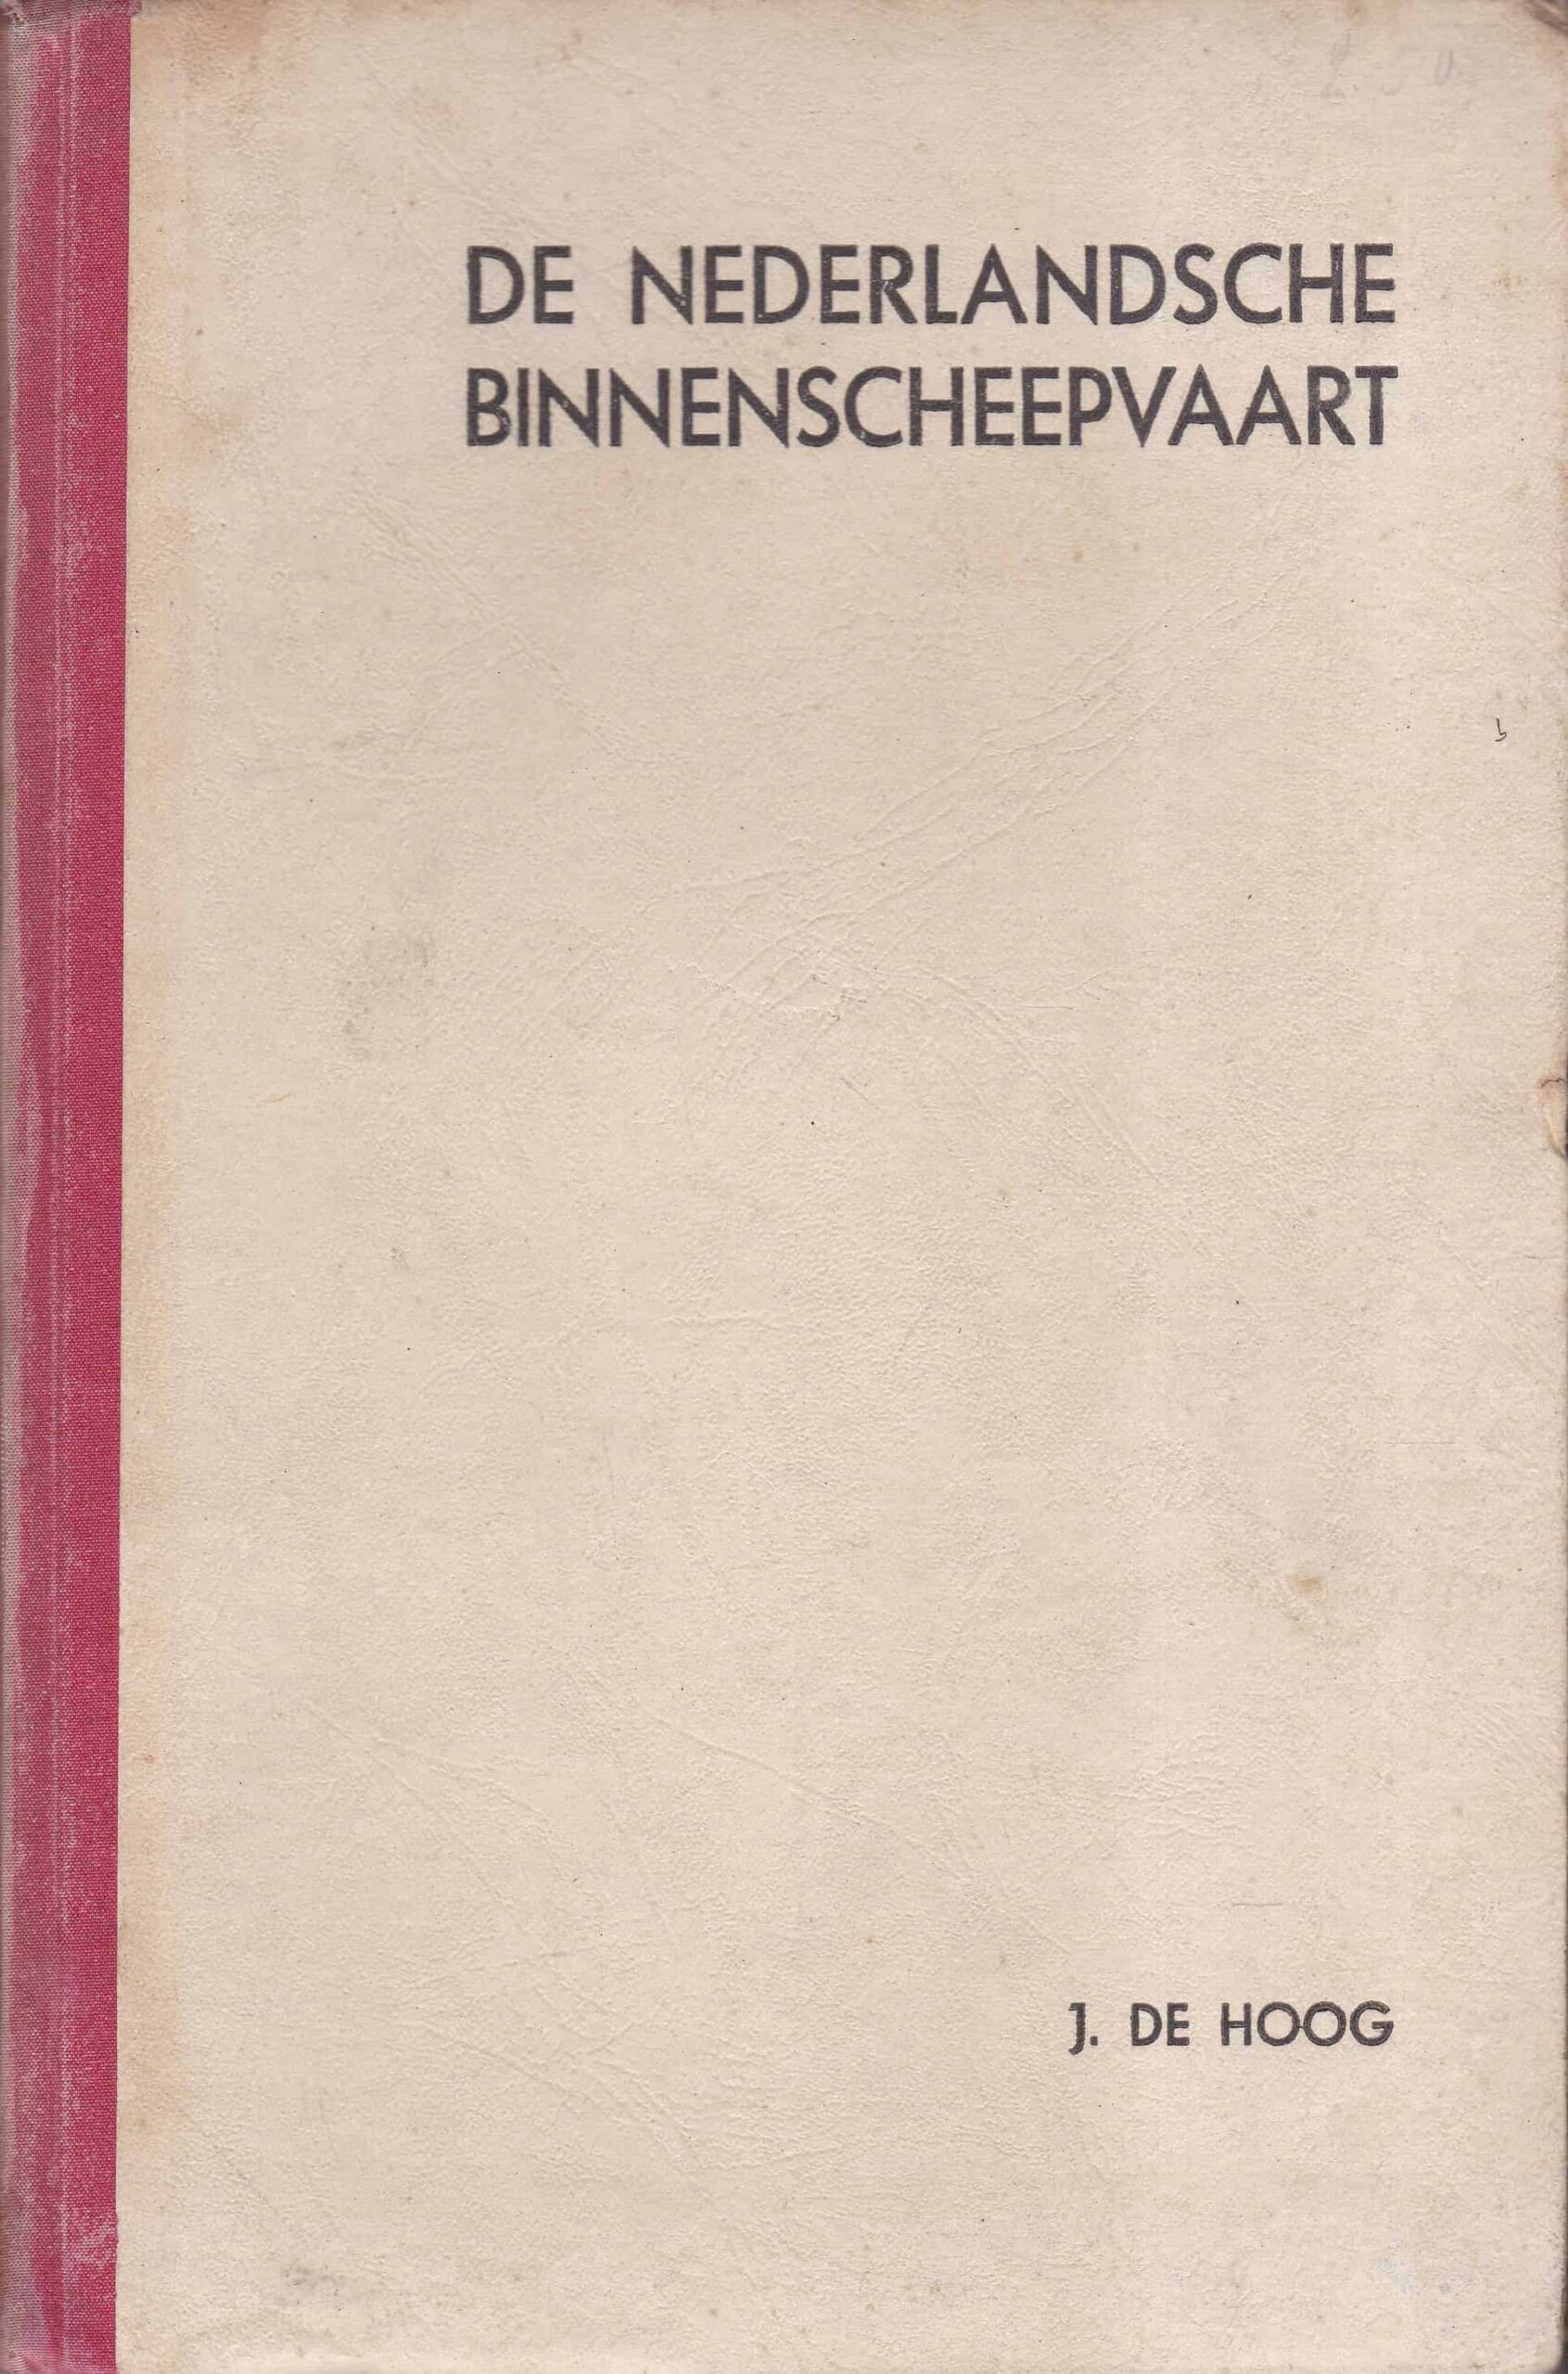 DE NEDERLANDSCHE
BINNENSCHEEPVAART
J. DE HOOG